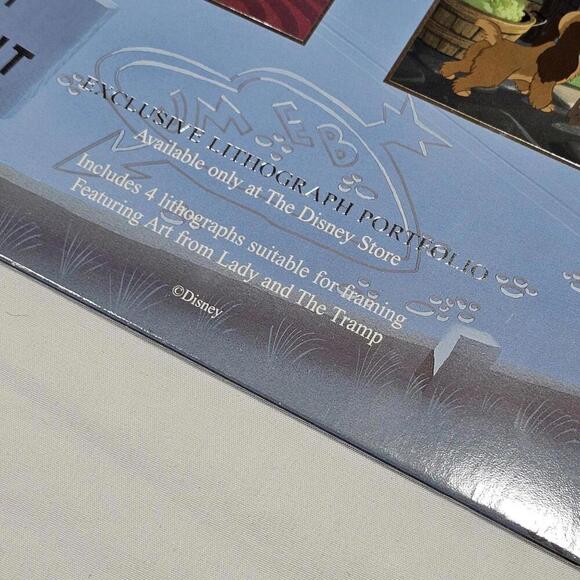 EXCLUSIVE LITHOGRAPH PORTFOLIO
Available only at The Disney Store
Includes 4 lithographs suitable for framing
Featuring Art from Lady and The Tramp
©Disney